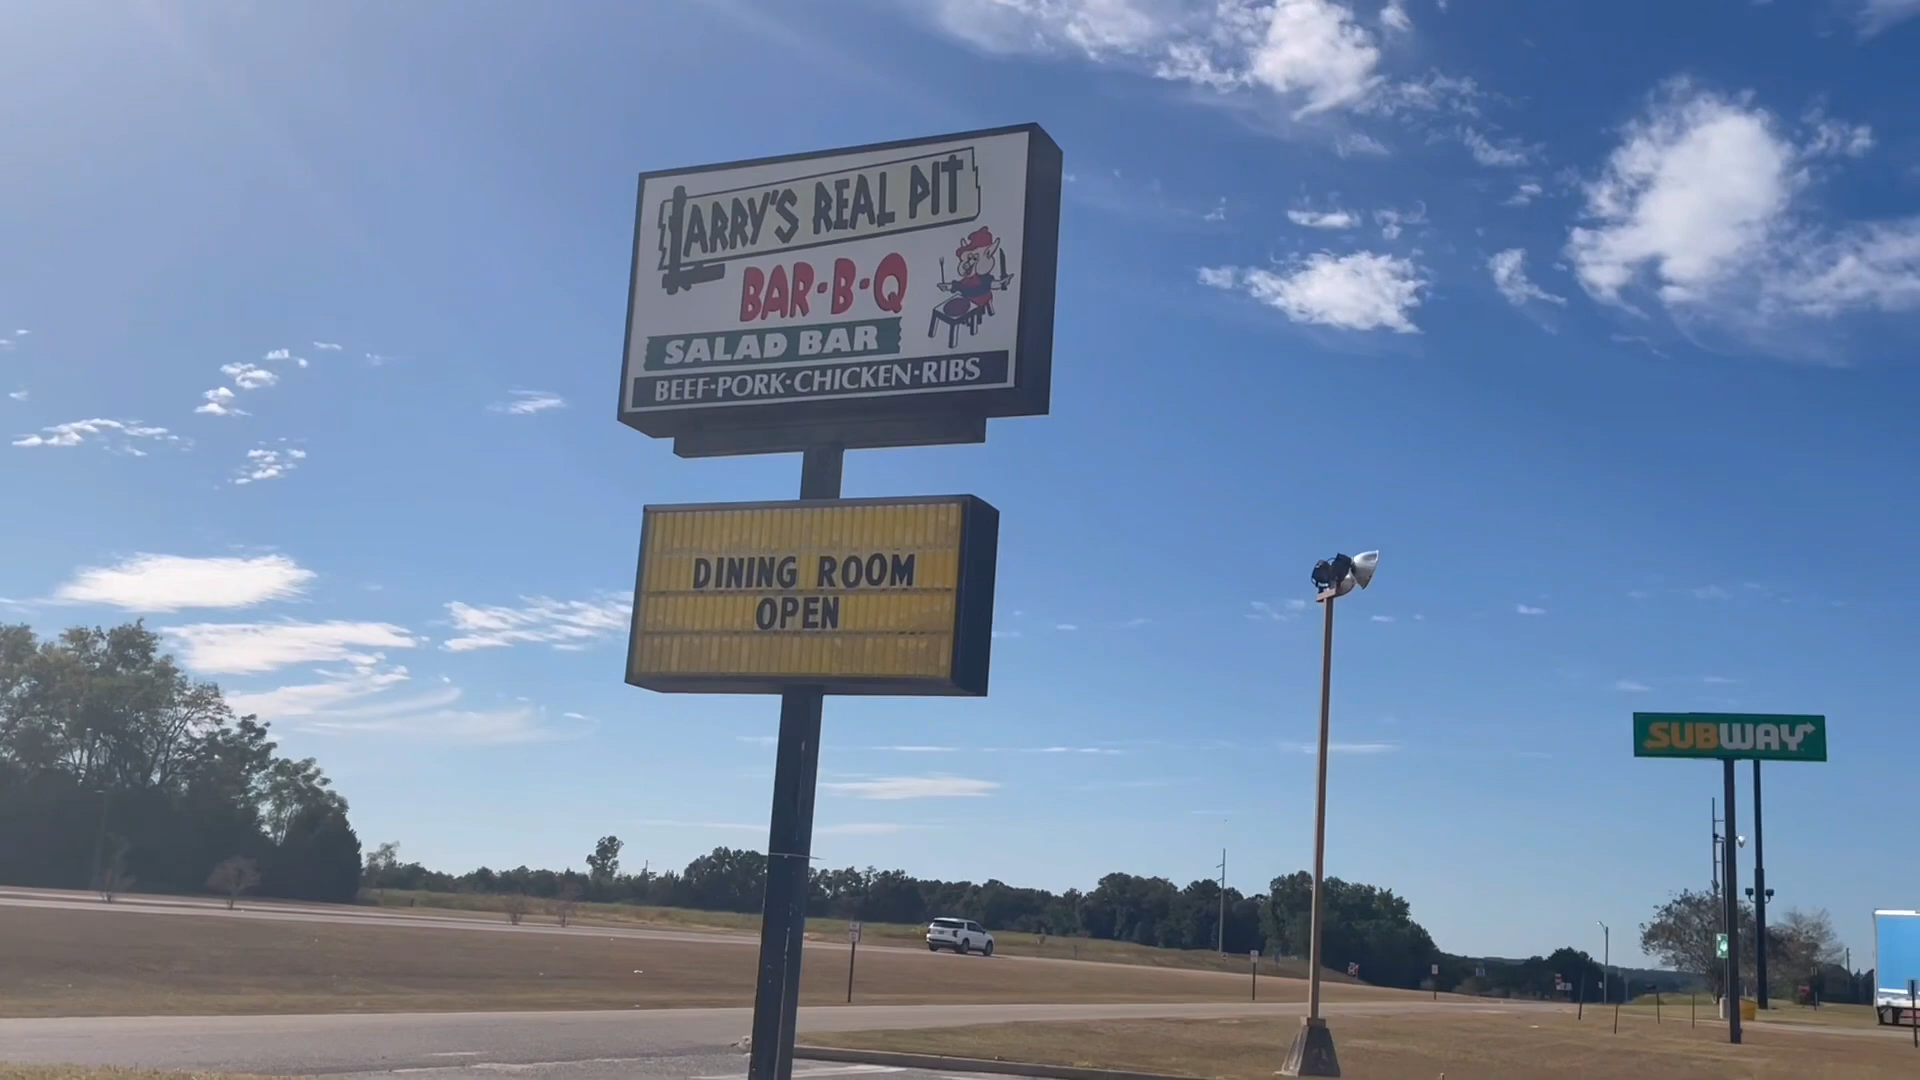 LARRY'S REAL PIT
BAR-B-Q
SALAD BAR
BEEF·PORK·CHICKEN·RIBS
DINING ROOM
OPEN
SUBWAY